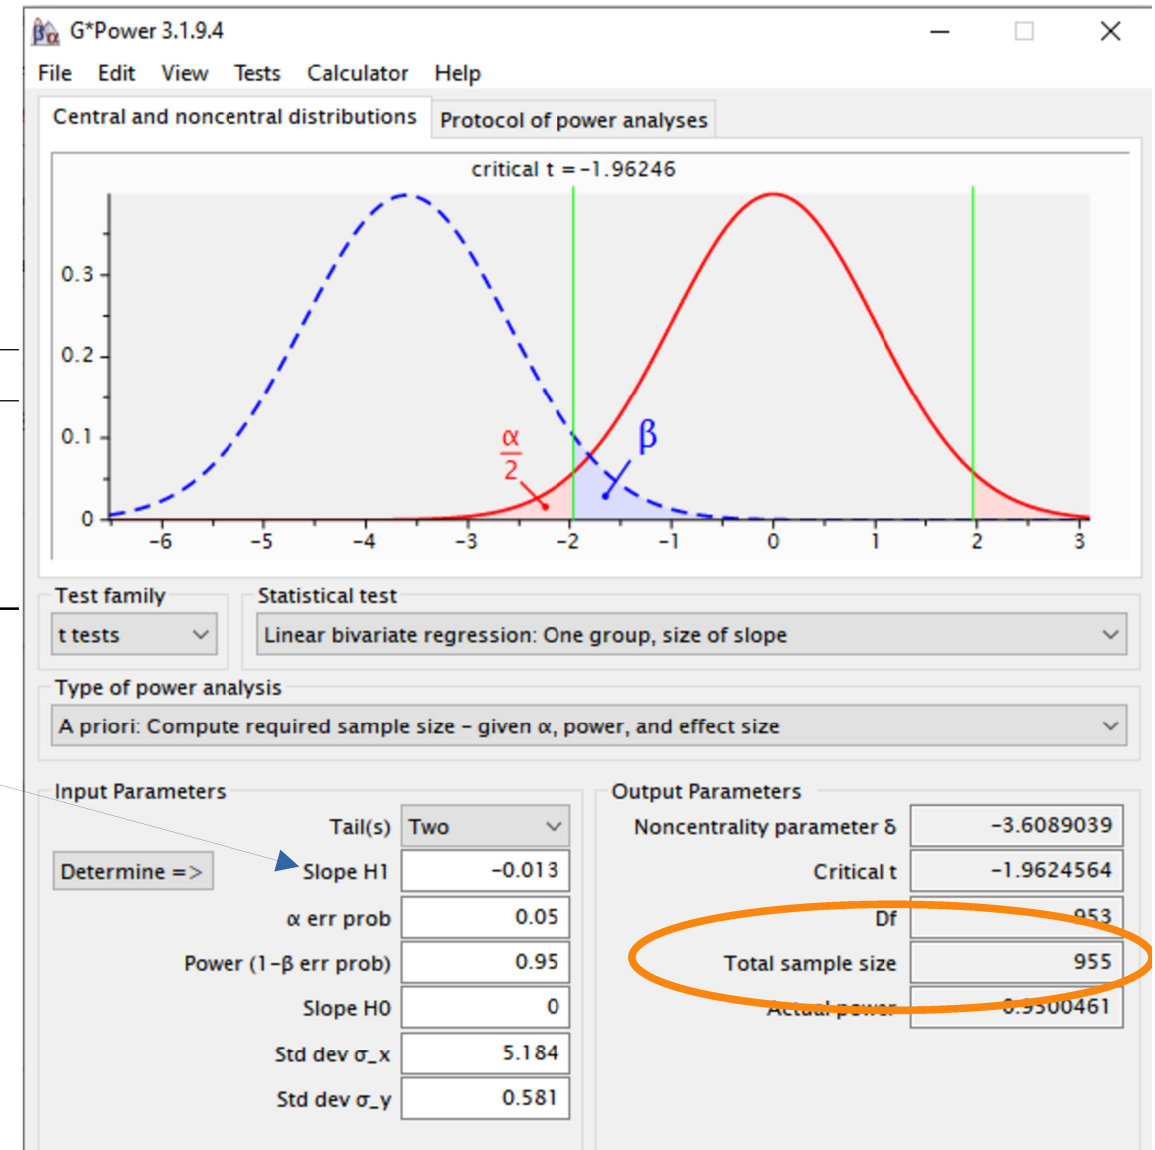 G*Power 3.1.9.4
File Edit View Tests Calculator Help
Central and noncentral distributions Protocol of power analyses
critical t = -1.96246
0.3
0.2
0.1
0
α
2
β
-6 -5 -4 -3 -2 -1 0 1 2 3
Test family Statistical test
t tests Linear bivariate regression: One group, size of slope
Type of power analysis
A priori: Compute required sample size - given α, power, and effect size
Input Parameters Output Parameters
Tail(s) Two Noncentrality parameter δ -3.6089039
Determine => Slope H1 -0.013 Critical t -1.9624564
α err prob 0.05 Df 953
Power (1-β err prob) 0.95 Total sample size 955
Slope H0 0 Actual power 0.9500461
Std dev σ_x 5.184
Std dev σ_y 0.581